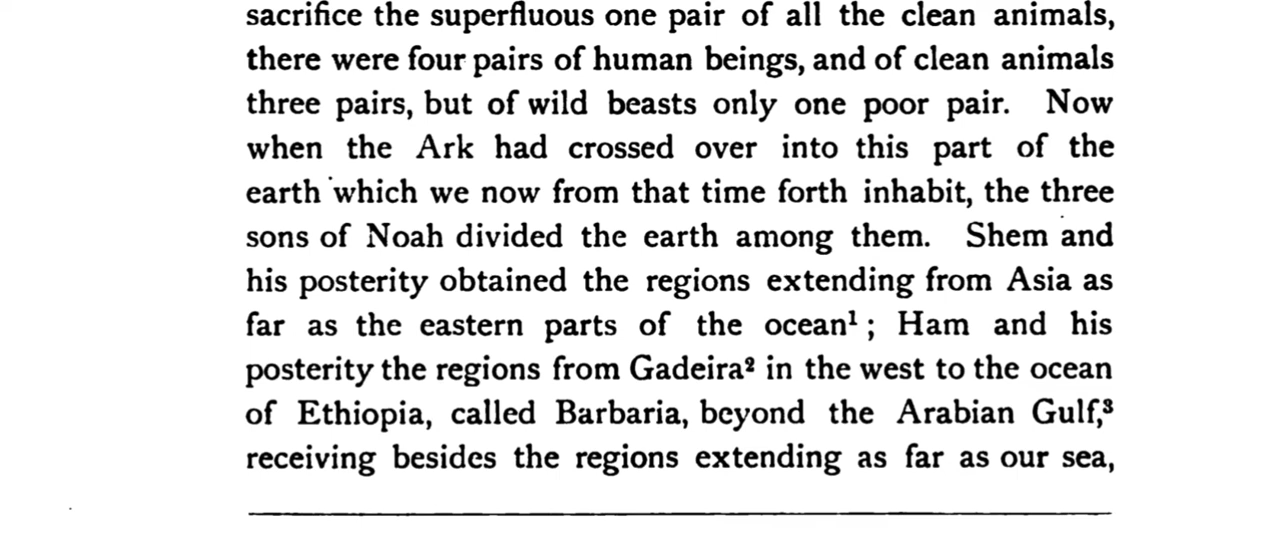 sacrifice the superfluous one pair of all the clean animals,
there were four pairs of human beings, and of clean animals
three pairs, but of wild beasts only one poor pair. Now
when the Ark had crossed over into this part of the
earth which we now from that time forth inhabit, the three
sons of Noah divided the earth among them. Shem and
his posterity obtained the regions extending from Asia as
far as the eastern parts of the ocean¹ ; Ham and his
posterity the regions from Gadeira² in the west to the ocean
of Ethiopia, called Barbaria, beyond the Arabian Gulf,³
receiving besides the regions extending as far as our sea,